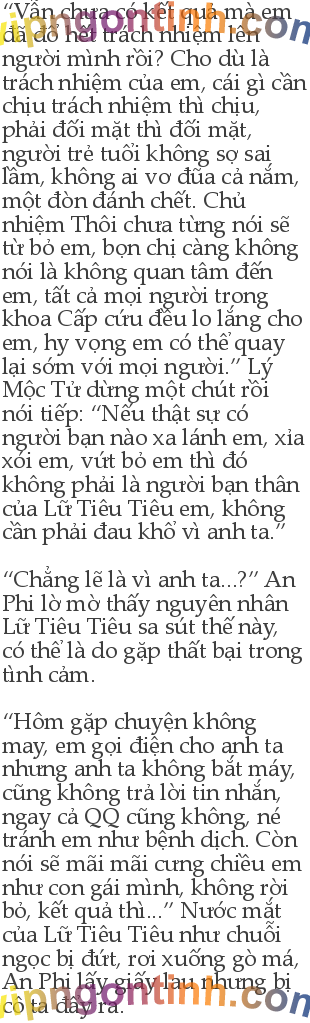 “Vẫn chưa có kết quả mà em
đã đổ hết trách nhiệm lên
người mình rồi? Cho dù là
trách nhiệm của em, cái gì cần
chịu trách nhiệm thì chịu,
phải đối mặt thì đối mặt,
người trẻ tuổi không sợ sai
lầm, không ai vơ đũa cả nắm,
một đòn đánh chết. Chủ
nhiệm Thôi chưa từng nói sẽ
từ bỏ em, bọn chị càng không
nói là không quan tâm đến
em, tất cả mọi người trong
khoa Cấp cứu đều lo lắng cho
em, hy vọng em có thể quay
lại sớm với mọi người.” Lý
Mộc Tử dừng một chút rồi
nói tiếp: “Nếu thật sự có
người bạn nào xa lánh em, xỉa
xói em, vứt bỏ em thì đó
không phải là người bạn thân
của Lữ Tiêu Tiêu em, không
cần phải đau khổ vì anh ta.”
“Chẳng lẽ là vì anh ta...?” An
Phi lờ mờ thấy nguyên nhân
Lữ Tiêu Tiêu sa sút thế này,
có thể là do gặp thất bại trong
tình cảm.
“Hôm gặp chuyện không
may, em gọi điện cho anh ta
nhưng anh ta không bắt máy,
cũng không trả lời tin nhắn,
ngay cả QQ cũng không, né
tránh em như bệnh dịch. Còn
nói sẽ mãi mãi cưng chiều em
như con gái mình, không rời
bỏ, kết quả thì...” Nước mắt
của Lữ Tiêu Tiêu như chuỗi
ngọc bị đứt, rơi xuống gò má,
An Phi lấy giấy lau nhưng bị
cô ta đẩy ra.
vipngontinh.com
vipngontinh.com